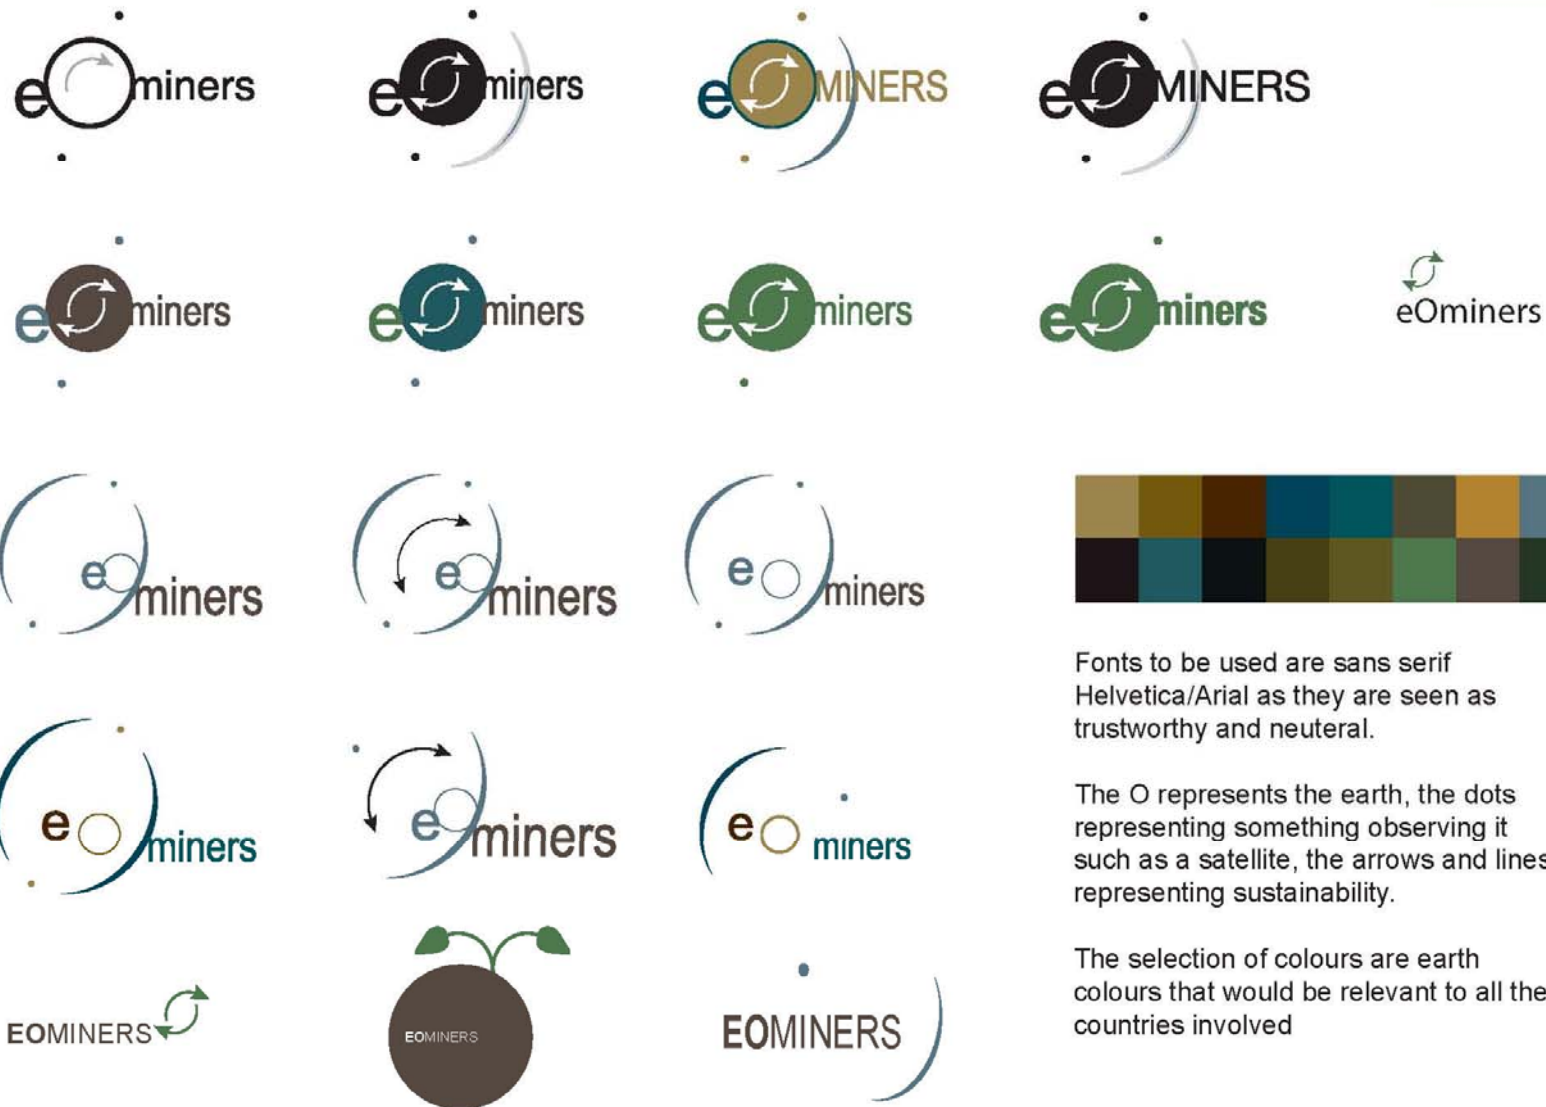 eOminers
eOminers
eOMINERS
eOMINERS
eOminers
eOminers
eOminers
eOminers
eOminers
eOminers
eOminers
eOminers
eOminers
eOminers
eOminers
EOMINERS
EOMINERS
EOMINERS
Fonts to be used are sans serif
Helvetica/Arial as they are seen as
trustworthy and neuteral.
The O represents the earth, the dots
representing something observing it
such as a satellite, the arrows and lines
representing sustainability.
The selection of colours are earth
colours that would be relevant to all the
countries involved